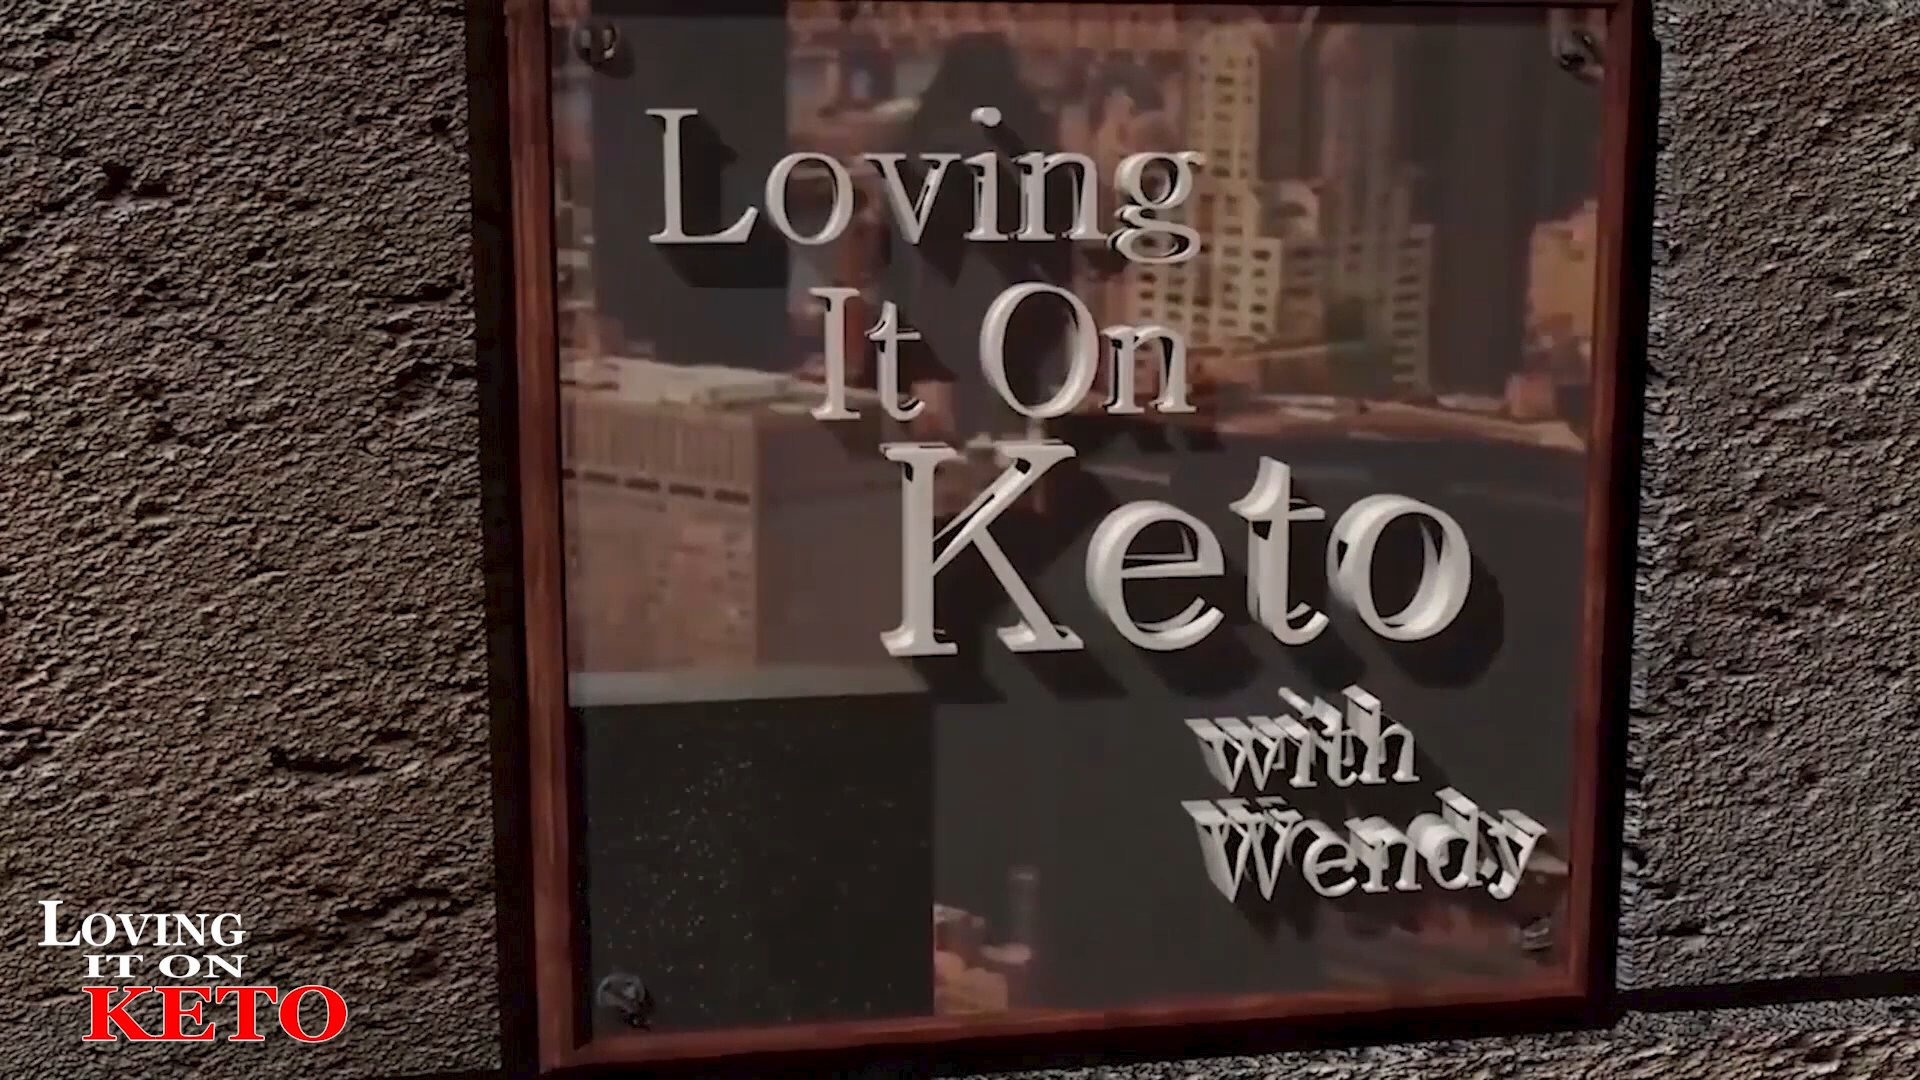 Loving
It On
Keto
with
Wendy
LOVING
IT ON
KETO